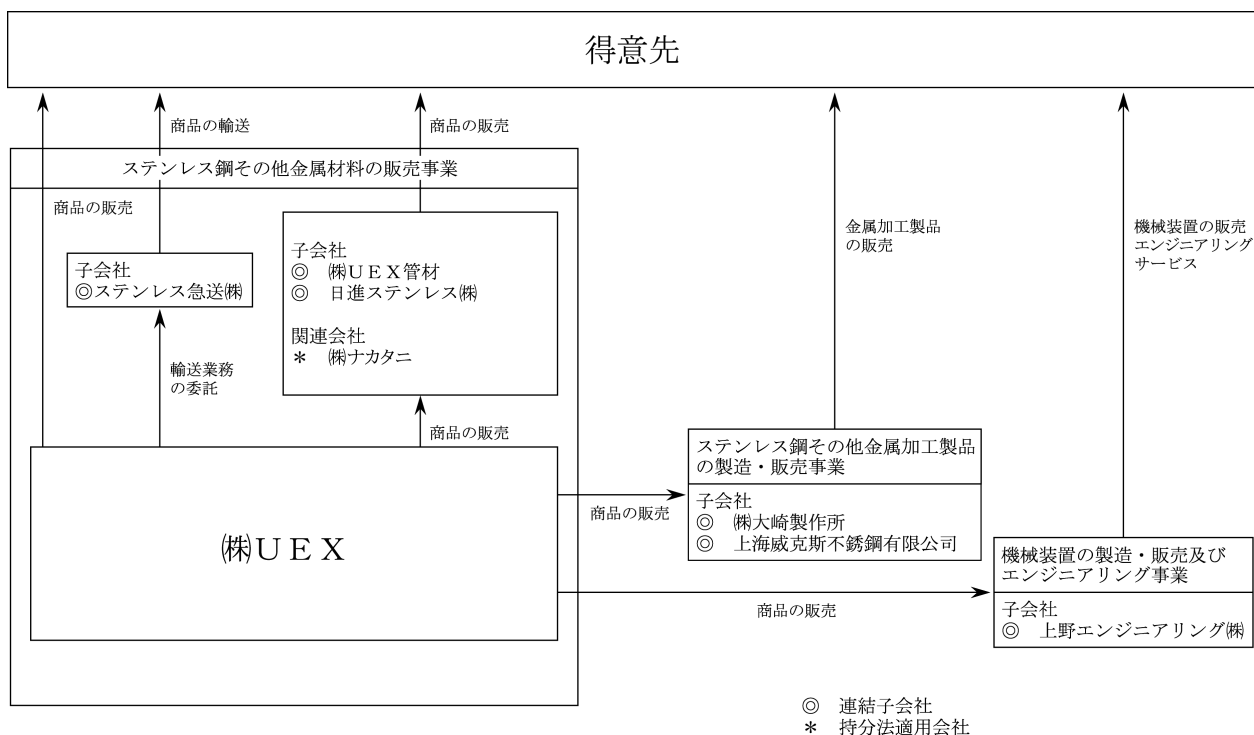 得意先
商品の輸送
商品の販売
ステンレス鋼その他金属材料の販売事業
商品の販売
金属加工製品
の販売
機械装置の販売
エンジニアリング
サービス
子会社
◎ステンレス急送㈱
子会社
◎　㈱ＵＥＸ管材
◎　日進ステンレス㈱
関連会社
＊　㈱ナカタニ
輸送業務
の委託
商品の販売
㈱ＵＥＸ
商品の販売
ステンレス鋼その他金属加工製品
の製造・販売事業
子会社
◎　㈱大崎製作所
◎　上海威克斯不銹鋼有限公司
商品の販売
機械装置の製造・販売及び
エンジニアリング事業
子会社
◎　上野エンジニアリング㈱
◎　連結子会社
＊　持分法適用会社